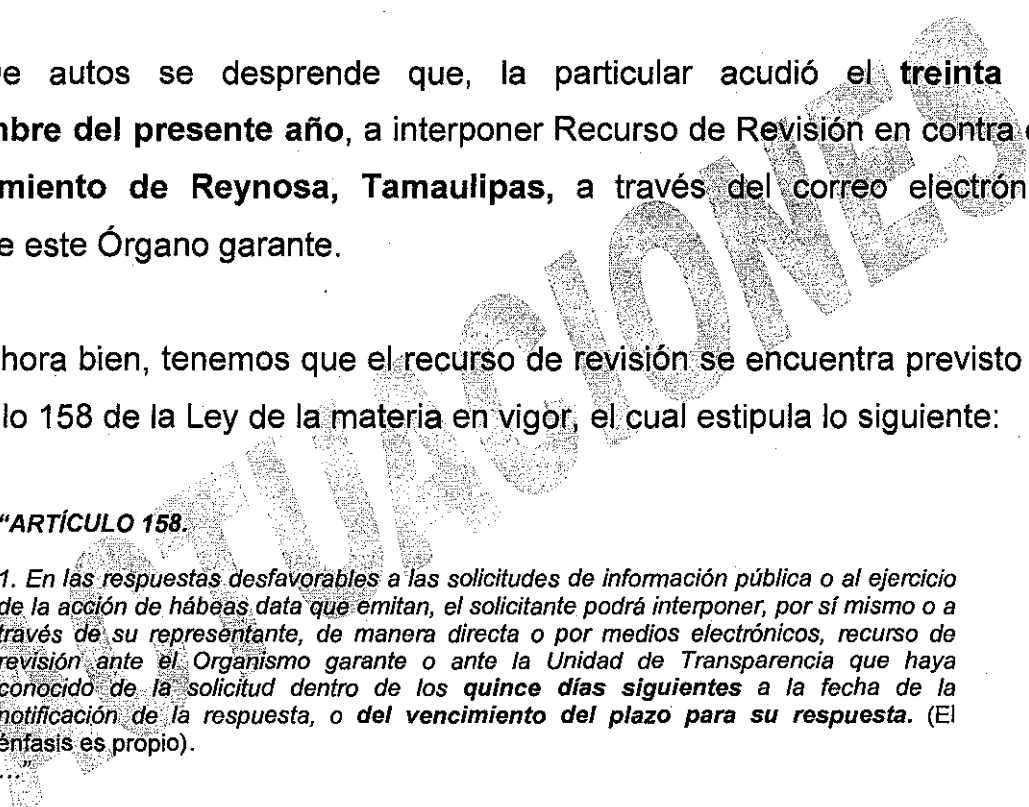 e autos se desprende que, la particular acudió el treinta
mbre del presente año, a interponer Recurso de Revisión en contra
miento de Reynosa, Tamaulipas, a través del correo electrón
e este Órgano garante.
hora bien, tenemos que el recurso de revisión se encuentra previsto
lo 158 de la Ley de la materia en vigor, el cual estipula lo siguiente:
“ARTÍCULO 158.
1. En las respuestas desfavorables a las solicitudes de información pública o al ejercicio
de la acción de hábeas data que emitan, el solicitante podrá interponer, por sí mismo o a
través de su representante, de manera directa o por medios electrónicos, recurso de
revisión ante el Organismo garante o ante la Unidad de Transparencia que haya
conocido de la solicitud dentro de los quince días siguientes a la fecha de la
notificación de la respuesta, o del vencimiento del plazo para su respuesta. (El
énfasis es propio).
…”
ACTUACIONES